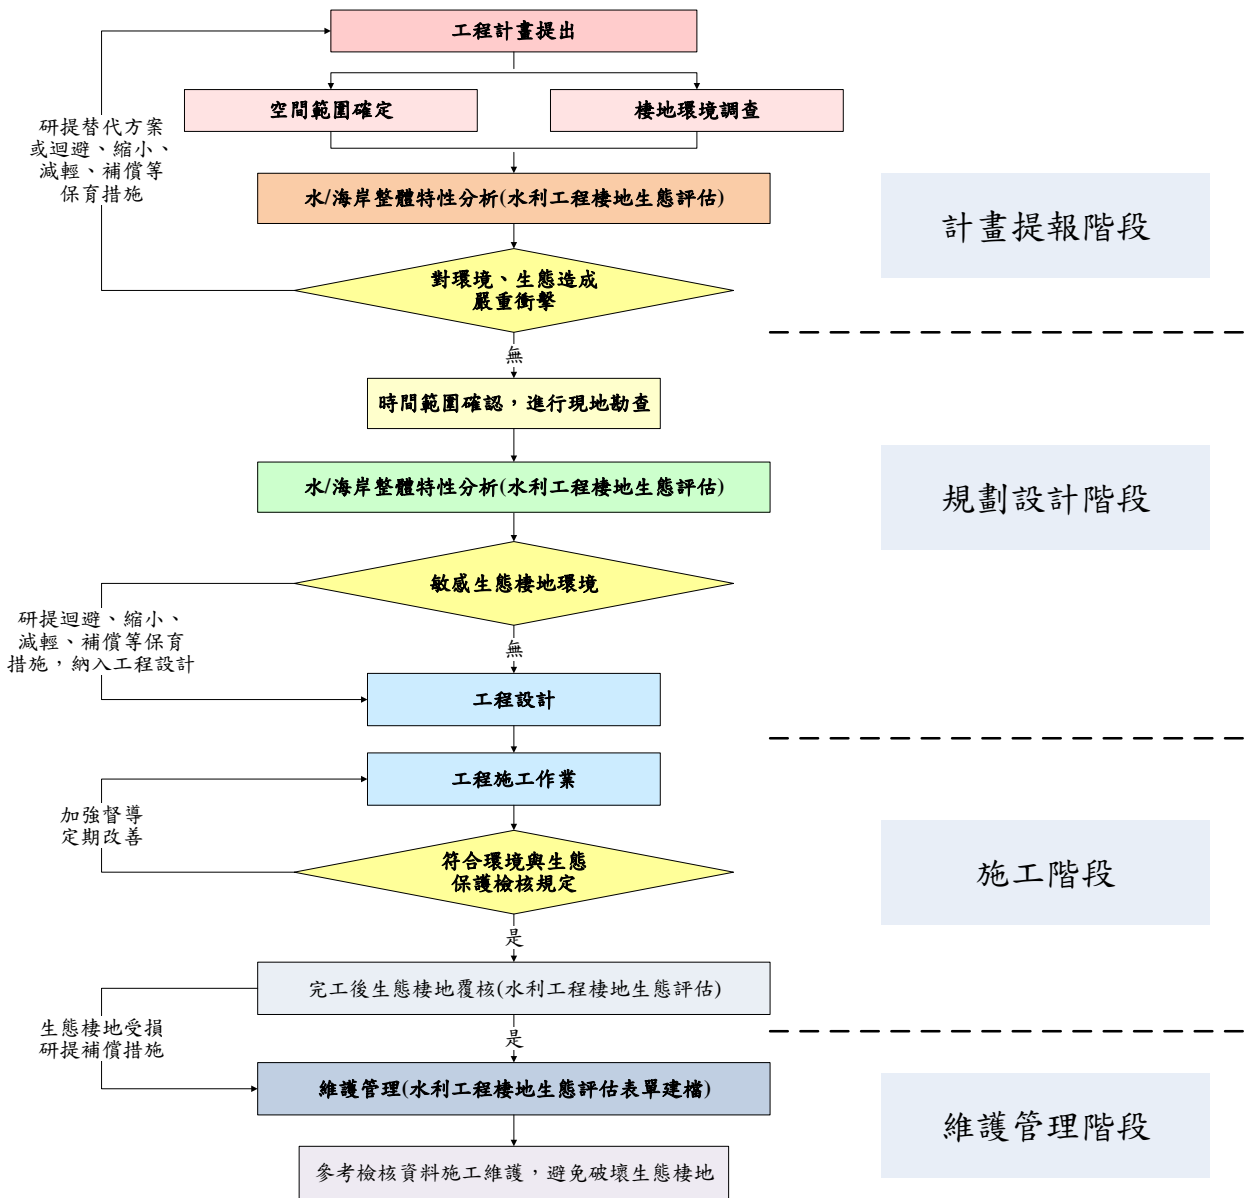 工程計畫提出
空間範圍確定
棲地環境調查
研提替代方案
或迴避、縮小、
減輕、補償等
保育措施
水/海岸整體特性分析(水利工程棲地生態評估)
計畫提報階段
對環境、生態造成
嚴重衝擊
無
時間範圍確認，進行現地勘查
水/海岸整體特性分析(水利工程棲地生態評估)
規劃設計階段
敏感生態棲地環境
研提迴避、縮小、
減輕、補償等保育
措施，納入工程設計
無
工程設計
工程施工作業
加強督導
定期改善
符合環境與生態
保護檢核規定
施工階段
是
完工後生態棲地覆核(水利工程棲地生態評估)
生態棲地受損
研提補償措施
是
維護管理(水利工程棲地生態評估表單建檔)
維護管理階段
參考檢核資料施工維護，避免破壞生態棲地